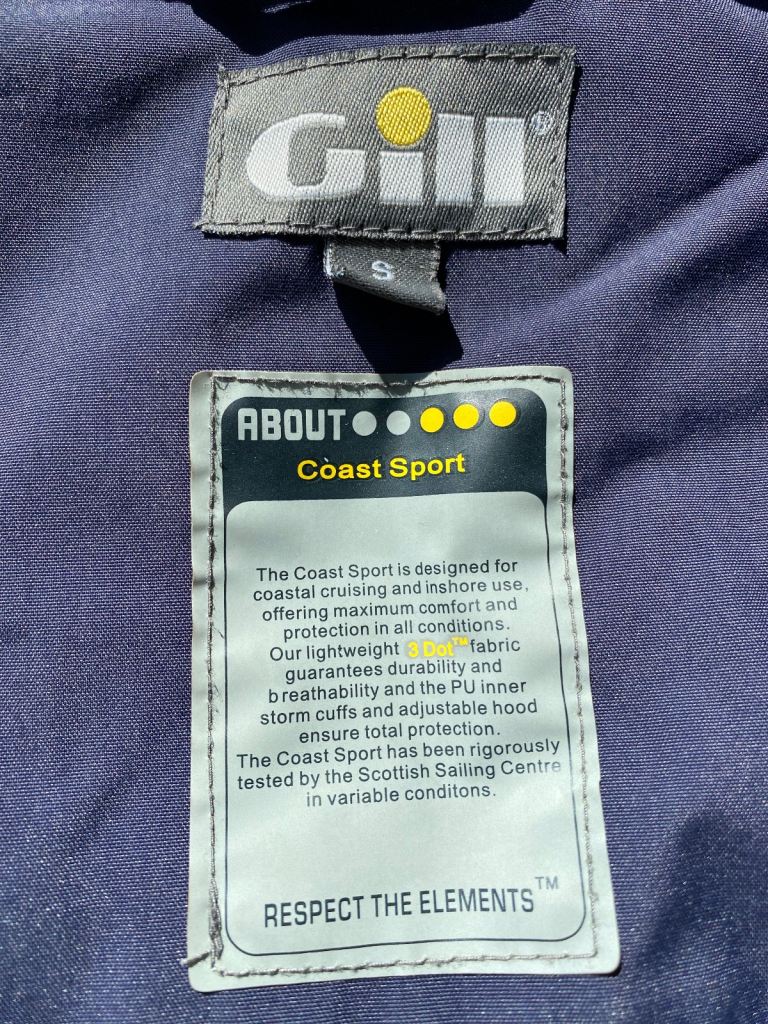 Gill®
S
ABOUT
Coast Sport
The Coast Sport is designed for
coastal cruising and inshore use,
offering maximum comfort and
protection in all conditions.
Our lightweight 3 Dot™ fabric
guarantees durability and
breathability and the PU inner
storm cuffs and adjustable hood
ensure total protection.
The Coast Sport has been rigorously
tested by the Scottish Sailing Centre
in variable conditons.
RESPECT THE ELEMENTS™